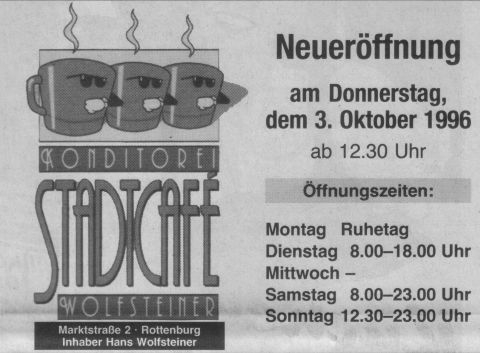 KONDITOREI
STADTCAFÉ
WOLFSTEINER
Marktstraße 2 · Rottenburg
Inhaber Hans Wolfsteiner
Neueröffnung
am Donnerstag,
dem 3. Oktober 1996
ab 12.30 Uhr
Öffnungszeiten:
Montag Ruhetag
Dienstag 8.00–18.00 Uhr
Mittwoch –
Samstag 8.00–23.00 Uhr
Sonntag 12.30–23.00 Uhr